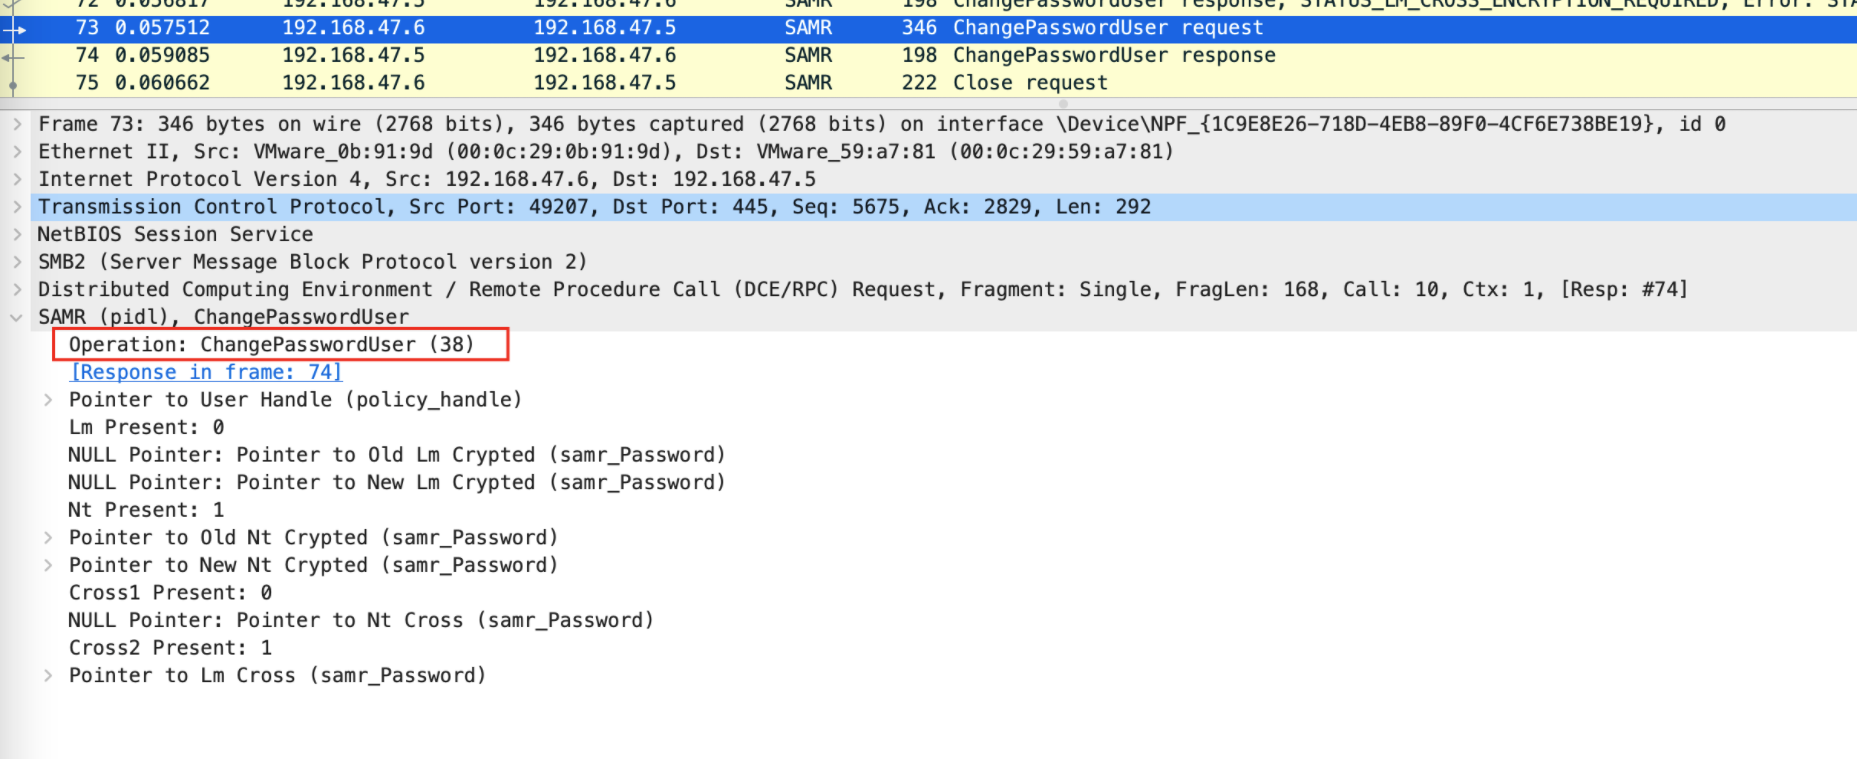 72 0.056817 192.168.47.5 192.168.47.6 SAMR 198 ChangePasswordUser response, STATUS_LM_CROSS_ENCRYPTION_REQUIRED, Error: STA
73 0.057512 192.168.47.6 192.168.47.5 SAMR 346 ChangePasswordUser request
74 0.059085 192.168.47.5 192.168.47.6 SAMR 198 ChangePasswordUser response
75 0.060662 192.168.47.6 192.168.47.5 SAMR 222 Close request
Frame 73: 346 bytes on wire (2768 bits), 346 bytes captured (2768 bits) on interface \Device\NPF_{1C9E8E26-718D-4EB8-89F0-4CF6E738BE19}, id 0
Ethernet II, Src: VMware_0b:91:9d (00:0c:29:0b:91:9d), Dst: VMware_59:a7:81 (00:0c:29:59:a7:81)
Internet Protocol Version 4, Src: 192.168.47.6, Dst: 192.168.47.5
Transmission Control Protocol, Src Port: 49207, Dst Port: 445, Seq: 5675, Ack: 2829, Len: 292
NetBIOS Session Service
SMB2 (Server Message Block Protocol version 2)
Distributed Computing Environment / Remote Procedure Call (DCE/RPC) Request, Fragment: Single, FragLen: 168, Call: 10, Ctx: 1, [Resp: #74]
SAMR (pidl), ChangePasswordUser
Operation: ChangePasswordUser (38)
[Response in frame: 74]
Pointer to User Handle (policy_handle)
Lm Present: 0
NULL Pointer: Pointer to Old Lm Crypted (samr_Password)
NULL Pointer: Pointer to New Lm Crypted (samr_Password)
Nt Present: 1
Pointer to Old Nt Crypted (samr_Password)
Pointer to New Nt Crypted (samr_Password)
Cross1 Present: 0
NULL Pointer: Pointer to Nt Cross (samr_Password)
Cross2 Present: 1
Pointer to Lm Cross (samr_Password)